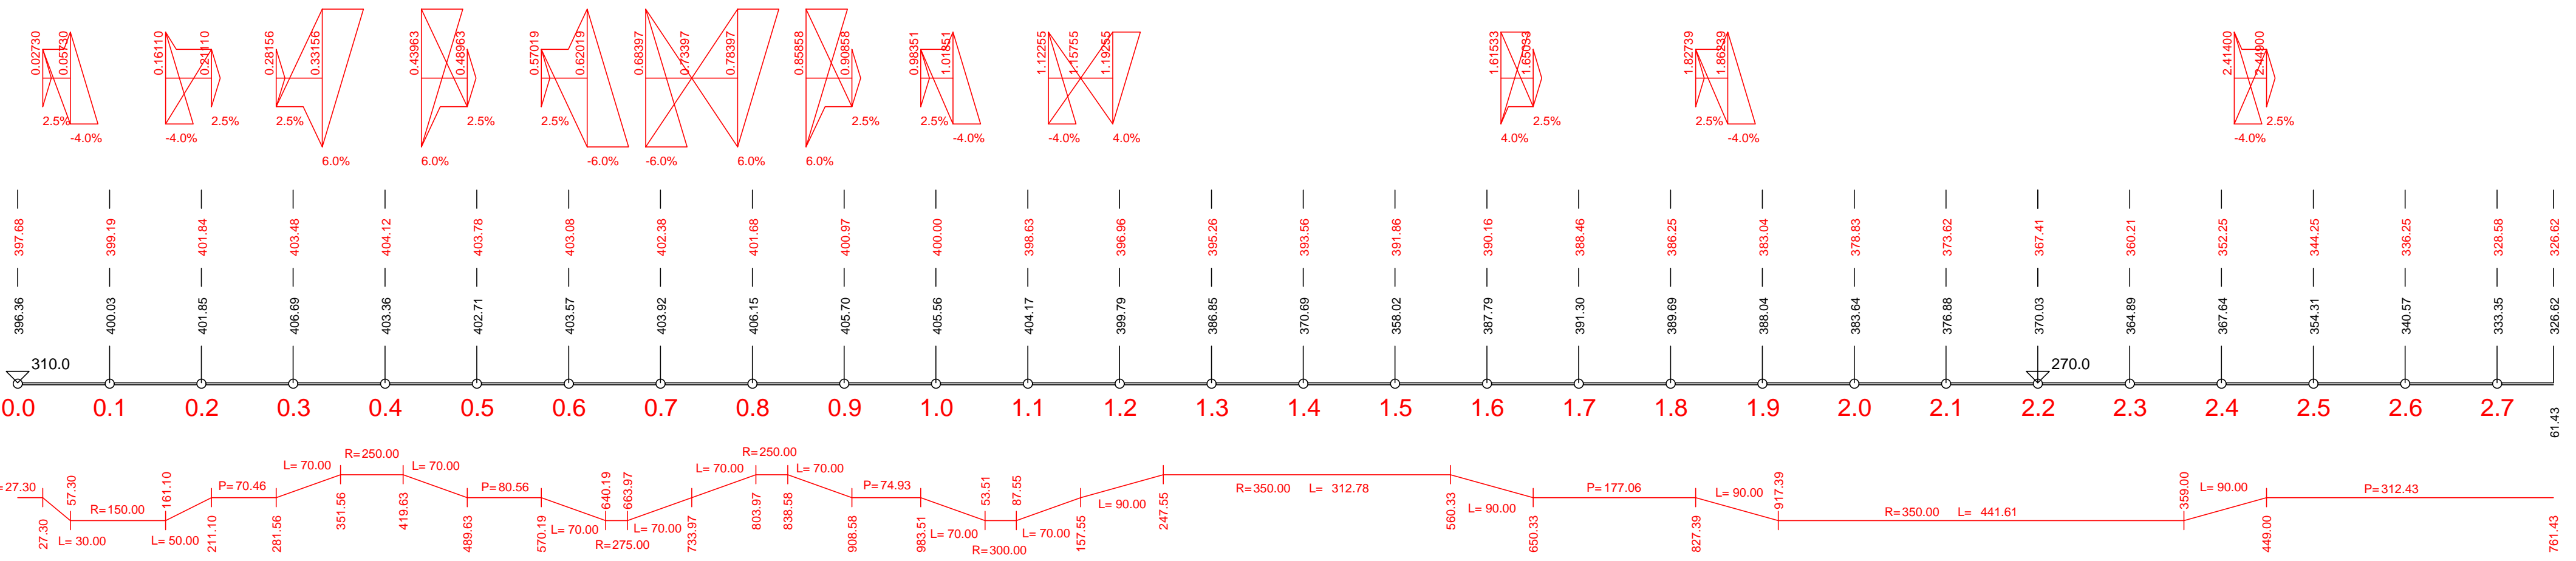 0.02730 0.05730 0.16110 0.21110 0.28156 0.33156 0.43963 0.48963 0.57019 0.62019 0.68397 0.73397 0.78397 0.85858 0.90858 0.98351 1.01851 1.12255 1.15755 1.19255 1.61533 1.65033 1.82739 1.86239 2.41400 2.44900
2.5% 2.5% 2.5% 2.5% 2.5% 2.5% 2.5% 2.5% 2.5% 2.5%
-4.0% -4.0% -4.0% -4.0% 4.0% 4.0% -4.0% -4.0%
6.0% 6.0% -6.0% -6.0% 6.0% 6.0%
397.68 399.19 401.84 403.48 404.12 403.78 403.08 402.38 401.68 400.97 400.00 398.63 396.96 395.26 393.56 391.86 390.16 388.46 386.25 383.04 378.83 373.62 367.41 360.21 352.25 344.25 336.25 328.58 326.62
396.36 400.03 401.85 406.69 403.36 402.71 403.57 403.92 406.15 405.70 405.56 404.17 399.79 386.85 370.69 358.02 387.79 391.30 389.69 388.04 383.64 376.88 370.03 364.89 367.64 354.31 340.57 333.35 326.62
310.0 270.0
0.0 0.1 0.2 0.3 0.4 0.5 0.6 0.7 0.8 0.9 1.0 1.1 1.2 1.3 1.4 1.5 1.6 1.7 1.8 1.9 2.0 2.1 2.2 2.3 2.4 2.5 2.6 2.7
61.43
R=250.00 R=250.00
L= 70.00 L= 70.00 L= 70.00 L= 70.00
=27.30 57.30 161.10 P=70.46 P=80.56 640.19 663.97 P=74.93 53.51 87.55 P=177.06 L= 90.00 917.39 359.00 L= 90.00 P=312.43
R=150.00 L= 90.00 R=350.00 L= 312.78 L= 90.00 R=350.00 L= 441.61
27.30 211.10 281.56 351.56 419.63 489.63 570.19 733.97 803.97 838.58 908.58 983.51 157.55 247.55 560.33 650.33 827.39 449.00 761.43
L= 30.00 L= 50.00 L= 70.00 L= 70.00 L= 70.00 L= 70.00
R=275.00 R=300.00